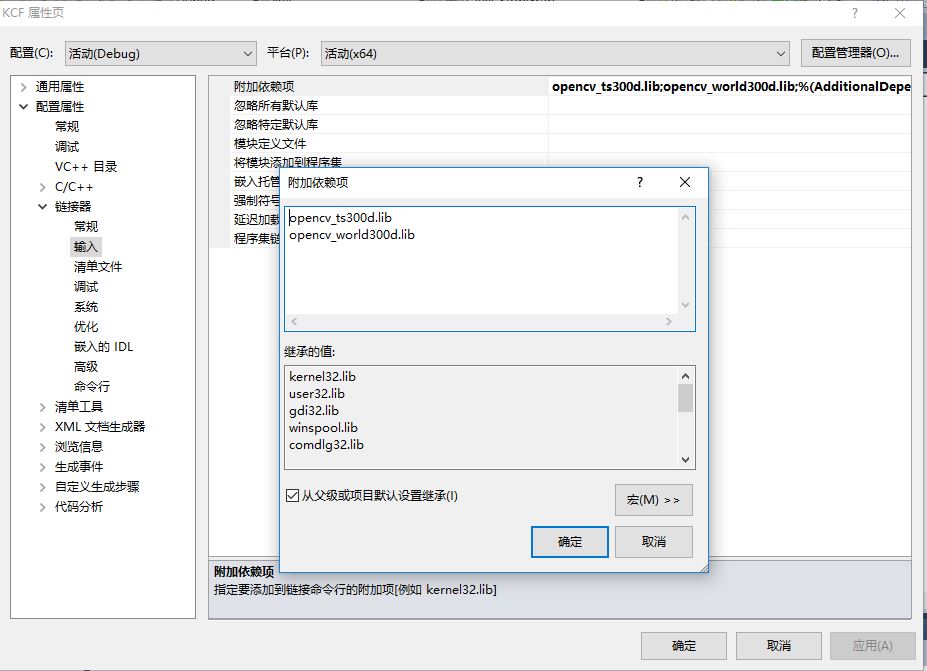 KCF 属性页
配置(C): 活动(Debug) 平台(P): 活动(x64) 配置管理器(O)...
通用属性
配置属性
常规
调试
VC++ 目录
C/C++
链接器
常规
输入
清单文件
调试
系统
优化
嵌入的 IDL
高级
命令行
清单工具
XML 文档生成器
浏览信息
生成事件
自定义生成步骤
代码分析
附加依赖项 opencv_ts300d.lib;opencv_world300d.lib;%(AdditionalDepe
忽略所有默认库
忽略特定默认库
模块定义文件
将模块添加到程序集
嵌入托管
强制符号
延迟加载
程序集链
附加依赖项
opencv_ts300d.lib
opencv_world300d.lib
继承的值:
kernel32.lib
user32.lib
gdi32.lib
winspool.lib
comdlg32.lib
从父级或项目默认设置继承(I)
宏(M) >>
确定 取消
附加依赖项
指定要添加到链接命令行的附加项[例如 kernel32.lib]
确定 取消 应用(A)